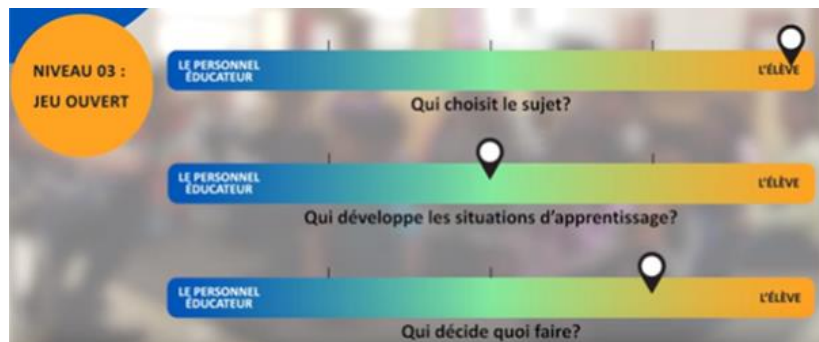 NIVEAU 03 :
JEU OUVERT
LE PERSONNEL
ÉDUCATEUR
L'ÉLÈVE
Qui choisit le sujet?
LE PERSONNEL
ÉDUCATEUR
L'ÉLÈVE
Qui développe les situations d'apprentissage?
LE PERSONNEL
ÉDUCATEUR
L'ÉLÈVE
Qui décide quoi faire?